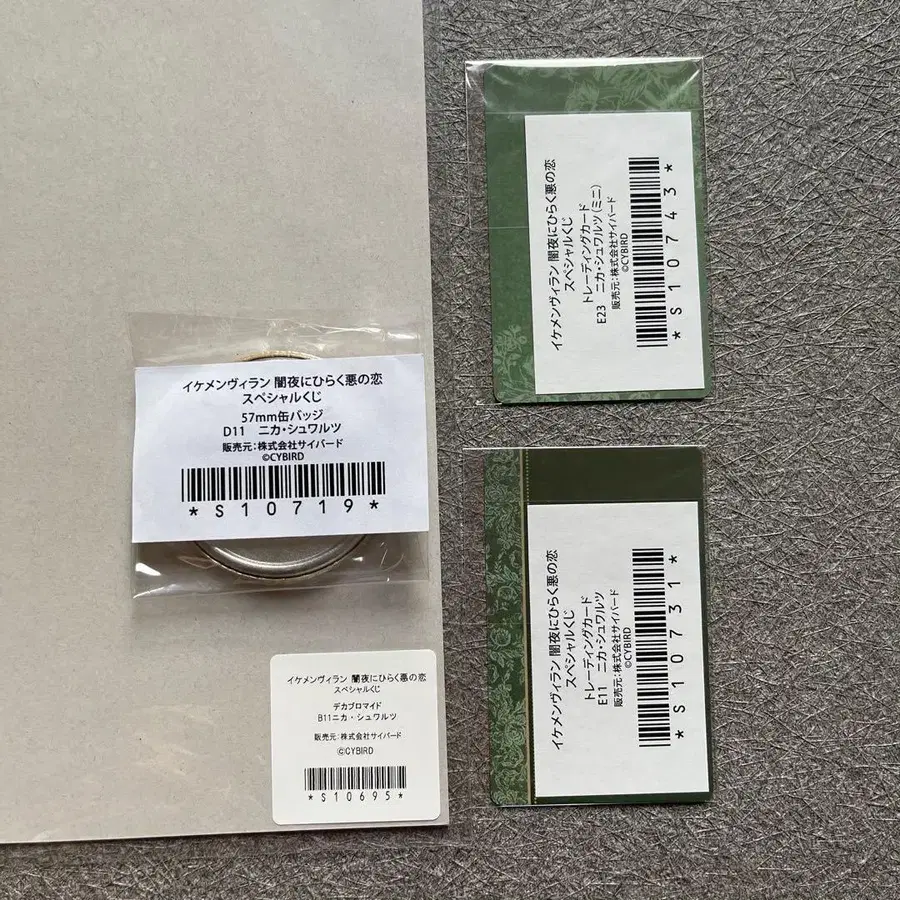 イケメンヴィラン 闇夜にひらく悪の恋
スペシャルくじ
57mm缶バッジ
D11 ニカ・シュワルツ
販売元：株式会社サイバード
©CYBIRD
*S10719*
イケメンヴィラン 闇夜にひらく悪の恋
スペシャルくじ
デカブロマイド
B11ニカ・シュワルツ
販売元：株式会社サイバード
©CYBIRD
*S10695*
イケメンヴィラン 闇夜にひらく悪の恋
スペシャルくじ
トレーディングカード
E23 ニカ・シュワルツ（ミニ）
販売元：株式会社サイバード
©CYBIRD
*S10743*
イケメンヴィラン 闇夜にひらく悪の恋
スペシャルくじ
トレーディングカード
E11 ニカ・シュワルツ
販売元：株式会社サイバード
©CYBIRD
*S10731*